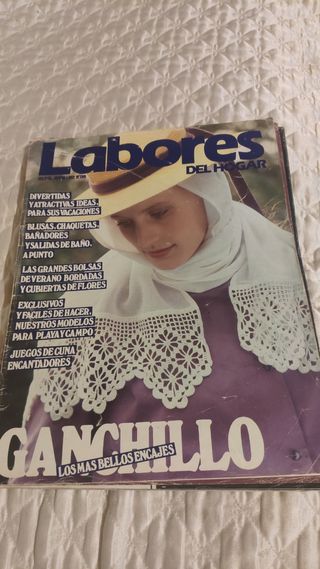 Labores
DEL HOGAR
DIVERTIDAS
Y ATRACTIVAS IDEAS,
PARA SUS VACACIONES
BLUSAS, CHAQUETAS,
BAÑADORES
Y SALIDAS DE BAÑO,
A PUNTO
LAS GRANDES BOLSAS
DE VERANO BORDADAS
Y CUBIERTAS DE FLORES
EXCLUSIVOS
Y FACILES DE HACER,
NUESTROS MODELOS
PARA PLAYA Y CAMPO
JUEGOS DE CUNA
ENCANTADORES
GANCHILLO
LOS MAS BELLOS ENCAJES